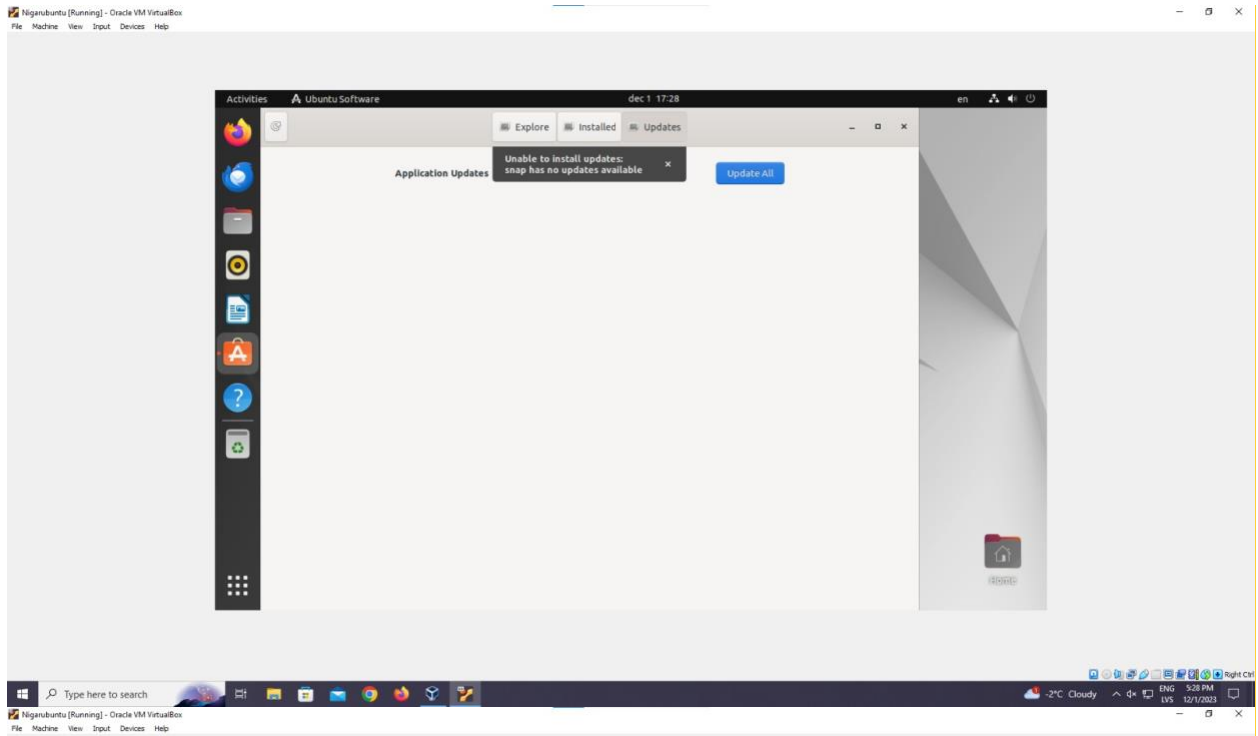 Nigarubuntu [Running] - Oracle VM VirtualBox
File Machine View Input Devices Help
Activities Ubuntu Software dec 1 17:28 en
Explore Installed Updates
Application Updates
Unable to install updates:
snap has no updates available
Update All
Home
Right Ctrl
Type here to search -2°C Cloudy ENG 5:28 PM
LVS 12/1/2023
Nigarubuntu [Running] - Oracle VM VirtualBox
File Machine View Input Devices Help